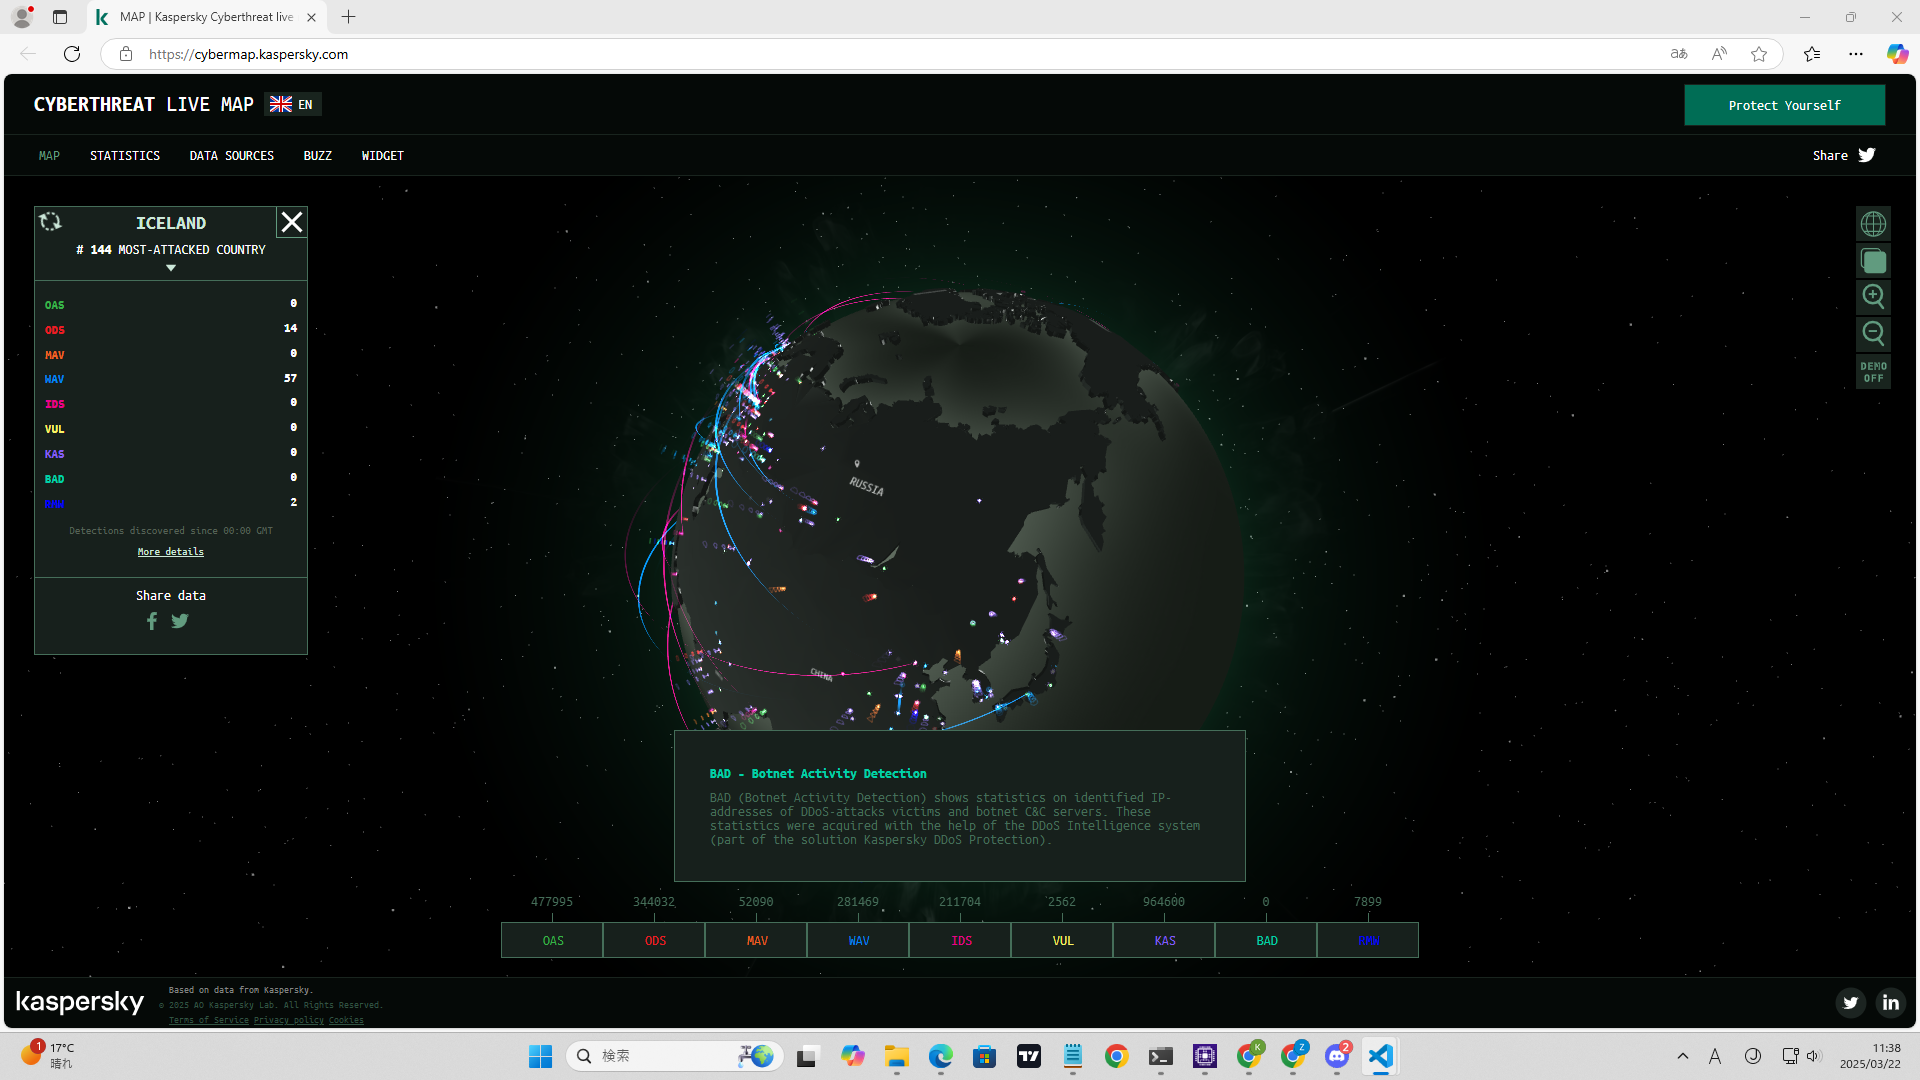 MAP | Kaspersky Cyberthreat live
https://cybermap.kaspersky.com
aあ
CYBERTHREAT LIVE MAP
EN
Protect Yourself
MAP
STATISTICS
DATA SOURCES
BUZZ
WIDGET
Share
ICELAND
# 144 MOST-ATTACKED COUNTRY
OAS 0
ODS 14
MAV 0
WAV 57
IDS 0
VUL 0
KAS 0
BAD 0
RMW 2
Detections discovered since 00:00 GMT
More details
Share data
DEMO
OFF
RUSSIA
CHINA
BAD - Botnet Activity Detection
BAD (Botnet Activity Detection) shows statistics on identified IP-
addresses of DDoS-attacks victims and botnet C&C servers. These
statistics were acquired with the help of the DDoS Intelligence system
(part of the solution Kaspersky DDoS Protection).
477995 344032 52090 281469 211704 2562 964600 0 7899
OAS ODS MAV WAV IDS VUL KAS BAD RMW
kaspersky
Based on data from Kaspersky.
© 2025 AO Kaspersky Lab. All Rights Reserved.
Terms of Service Privacy policy Cookies
1
17°C
晴れ
検索
K
Z
2
A
11:38
2025/03/22